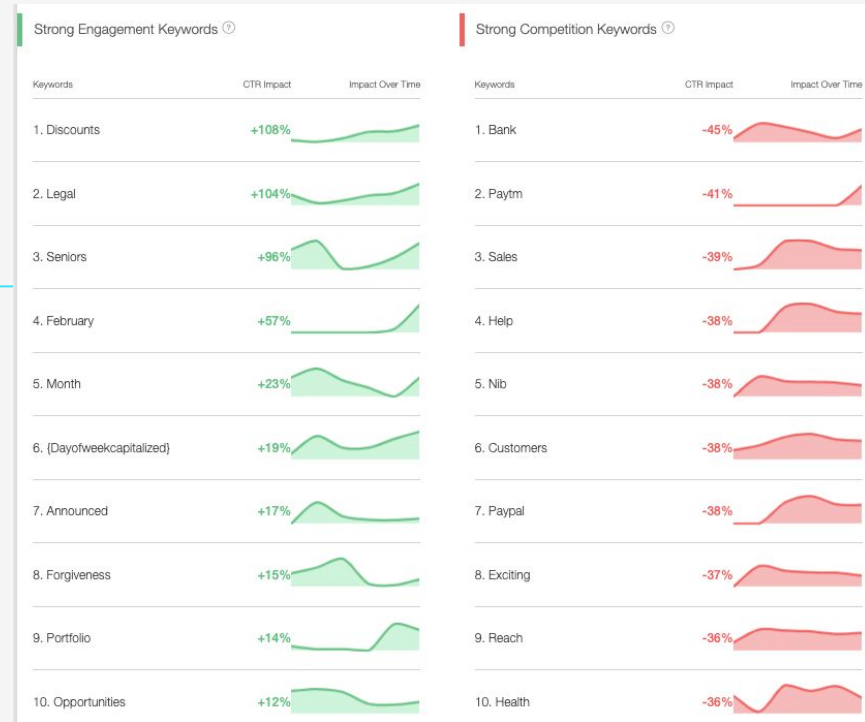 Strong Engagement Keywords ?
Keywords CTR Impact Impact Over Time
1. Discounts +108%
2. Legal +104%
3. Seniors +96%
4. February +57%
5. Month +23%
6. {Dayofweekcapitalized} +19%
7. Announced +17%
8. Forgiveness +15%
9. Portfolio +14%
10. Opportunities +12%
Strong Competition Keywords ?
Keywords CTR Impact Impact Over Time
1. Bank -45%
2. Paytm -41%
3. Sales -39%
4. Help -38%
5. Nib -38%
6. Customers -38%
7. Paypal -38%
8. Exciting -37%
9. Reach -36%
10. Health -36%